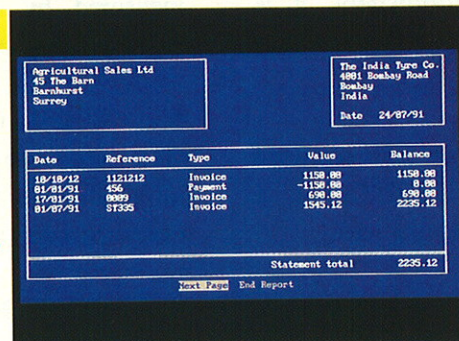 Agricultural Sales Ltd
45 The Barn
Barnhurst
Surrey
The India Tyre Co.
4001 Bombay Road
Bombay
India
Date 24/07/91
Date Reference Type Value Balance
10/10/12 1121212 Invoice 1150.00 1150.00
01/01/91 456 Payment -1150.00 0.00
17/01/91 0009 Invoice 690.00 690.00
01/07/91 ST335 Invoice 1545.12 2235.12
Statement total 2235.12
Next Page End Report